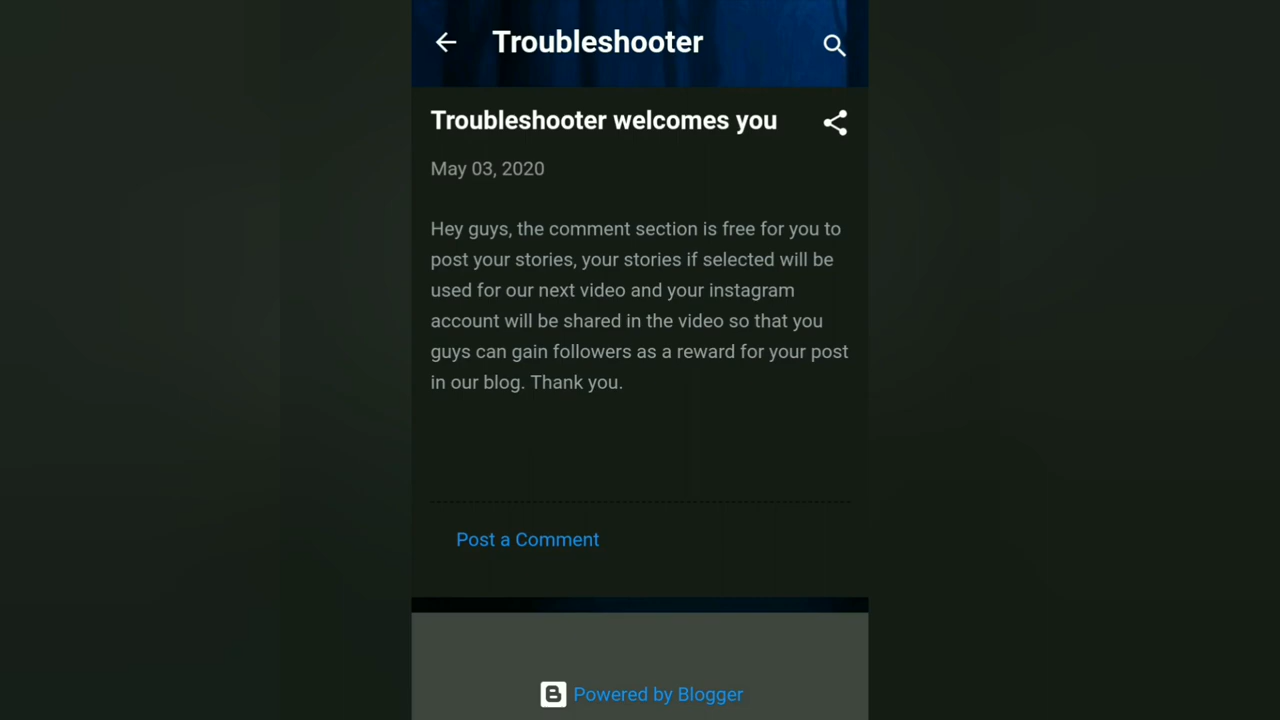 Troubleshooter
Troubleshooter welcomes you
May 03, 2020
Hey guys, the comment section is free for you to
post your stories, your stories if selected will be
used for our next video and your instagram
account will be shared in the video so that you
guys can gain followers as a reward for your post
in our blog. Thank you.
Post a Comment
Powered by Blogger